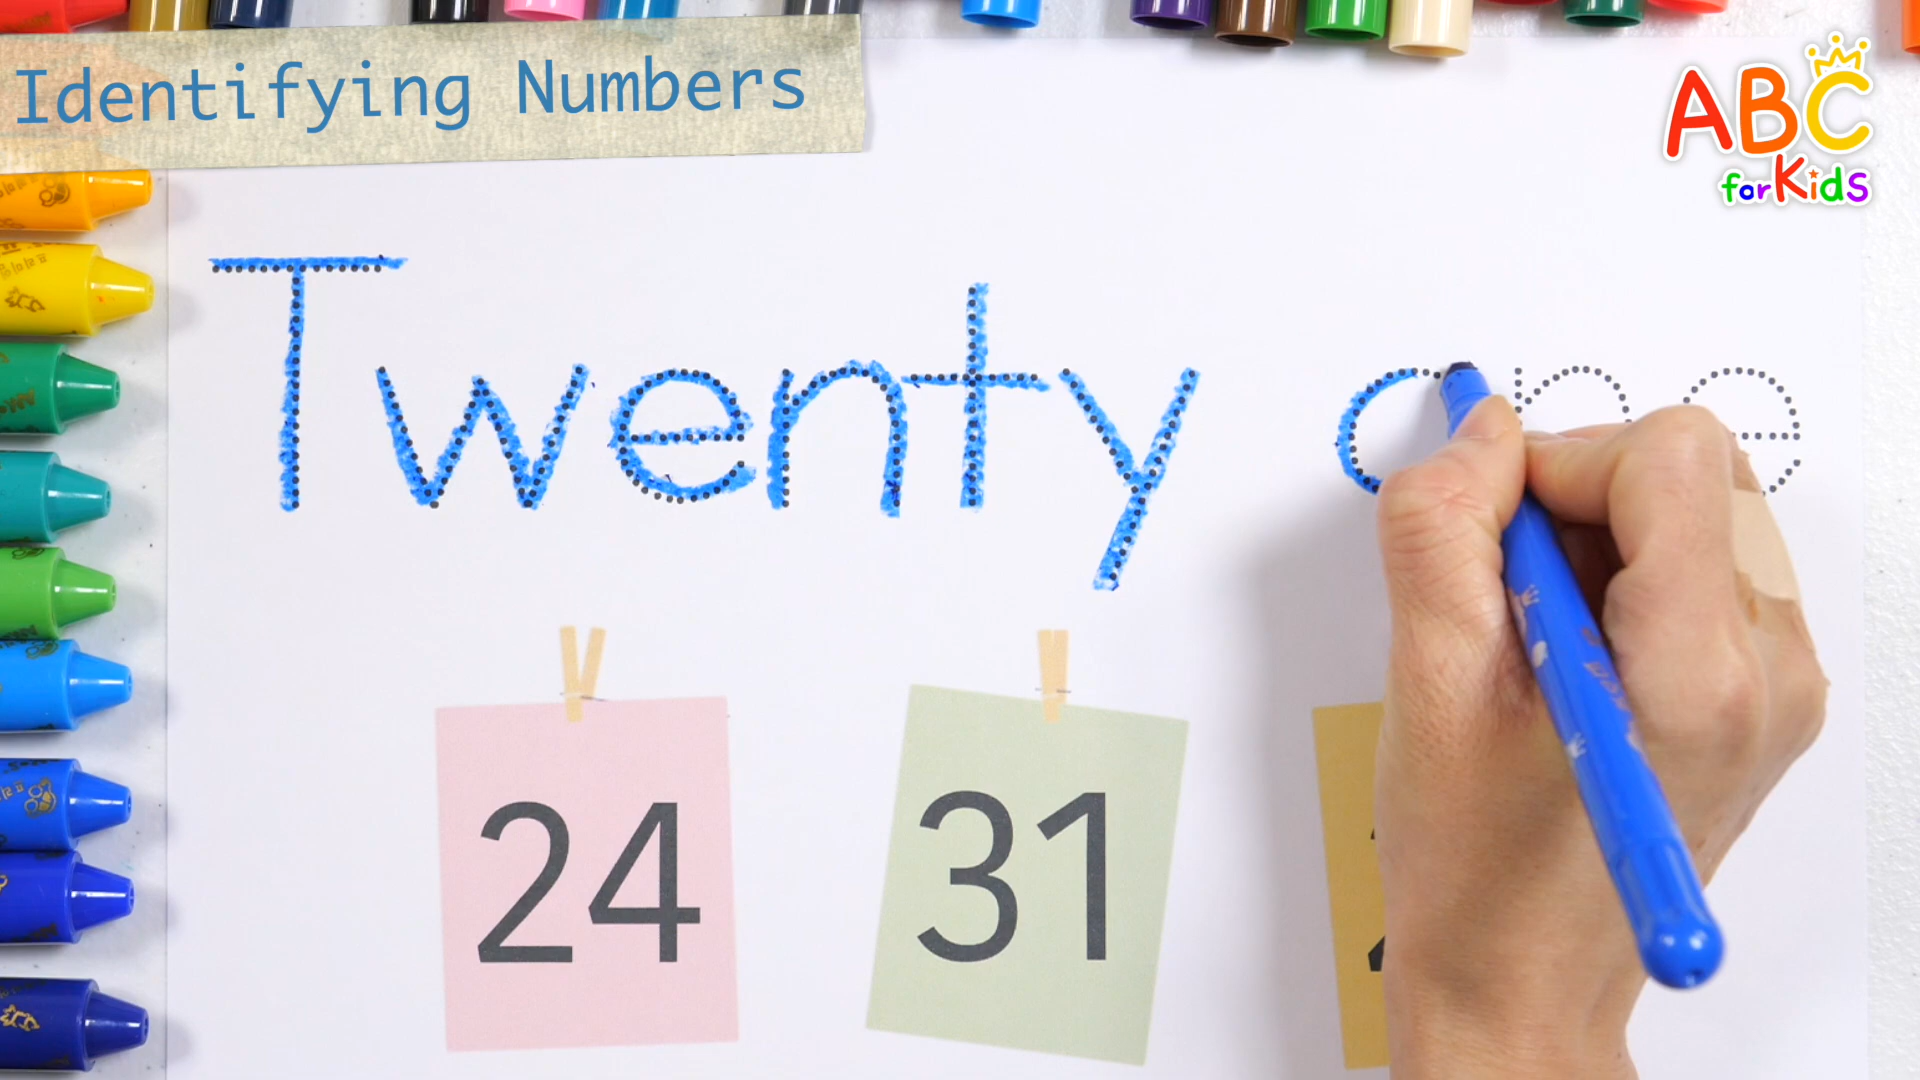 Identifying Numbers
ABC
for Kids
Twenty one
24
31